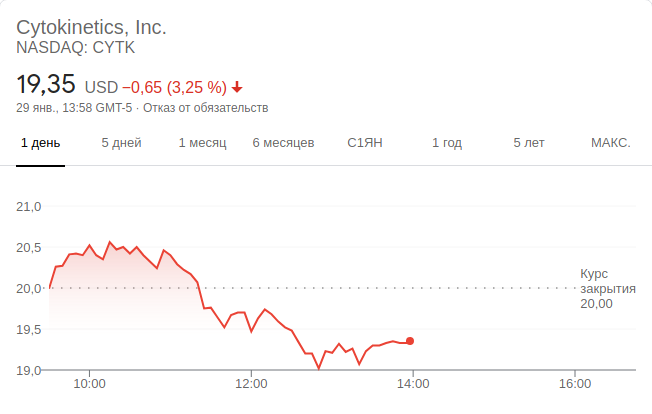 Cytokinetics, Inc.
NASDAQ: CYTK
19,35 USD −0,65 (3,25 %)
29 янв., 13:58 GMT-5 · Отказ от обязательств
1 день 5 дней 1 месяц 6 месяцев С1ЯН 1 год 5 лет МАКС.
21,0
20,5
20,0
19,5
19,0
Курс
закрытия
20,00
10:00 12:00 14:00 16:00